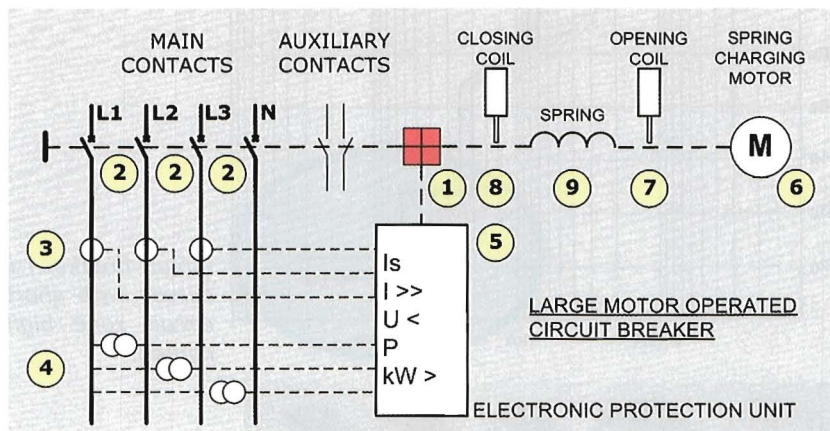 MAIN
CONTACTS
AUXILIARY
CONTACTS
CLOSING
COIL
OPENING
COIL
SPRING
CHARGING
MOTOR
SPRING
L1
L2
L3
N
M
2
2
2
1
8
9
7
6
3
5
Is
I >>
U <
P
kW >
4
LARGE MOTOR OPERATED
CIRCUIT BREAKER
ELECTRONIC PROTECTION UNIT